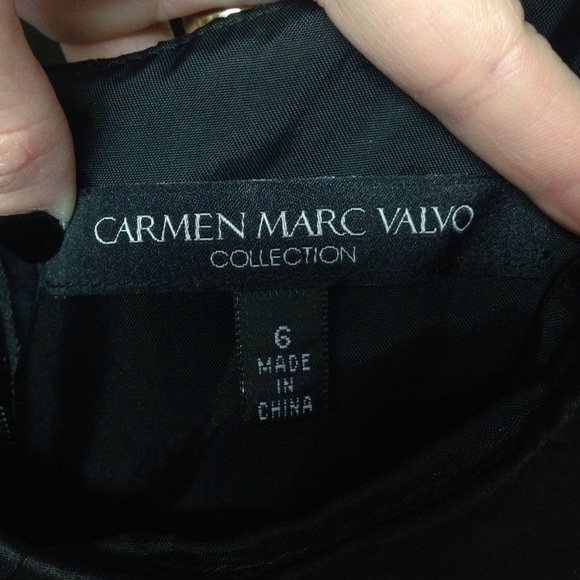 CARMEN MARC VALVO
COLLECTION
6
MADE
IN
CHINA